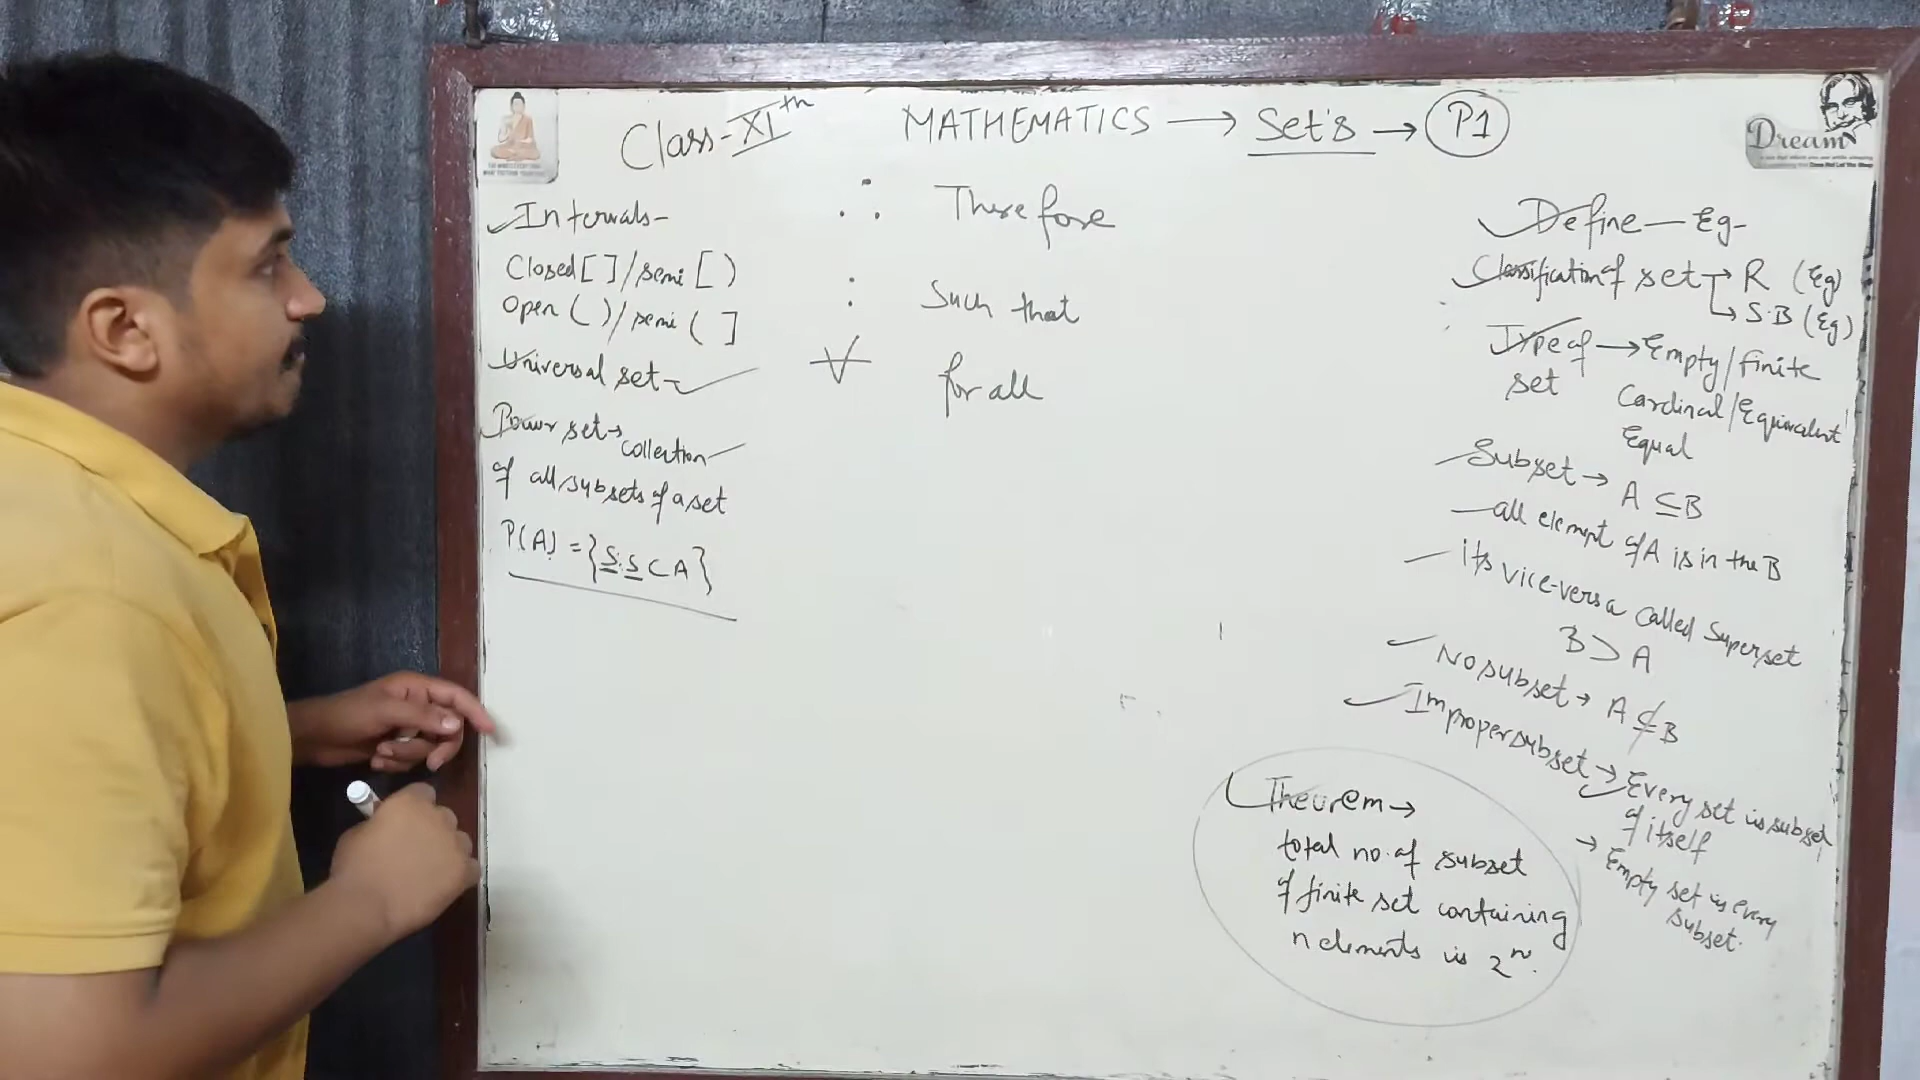 Class-XIth MATHEMATICS → Set's → P1
Dream
Intervals-
Closed [ ] / semi [ )
Open ( ) / semi ( ]
Universal set-
Power set → collection
of all subsets of a set
P(A) = { S : S ⊂ A }
∴ Therefore
: Such that
∀ for all
Define — Eg-
Classification of set → R (Eg)
→ S.B (Eg)
Type of → Empty / finite
set Cardinal / Equivalent
Equal
Subset → A ⊆ B
all element of A is in the B
its vice-versa called Superset
B ⊃ A
No subset → A ⊄ B
Improper subset → Every set is subset
of itself
→ Empty set is every
subset.
Theurem →
total no. of subset
of finite set containing
n elements is 2ⁿ.